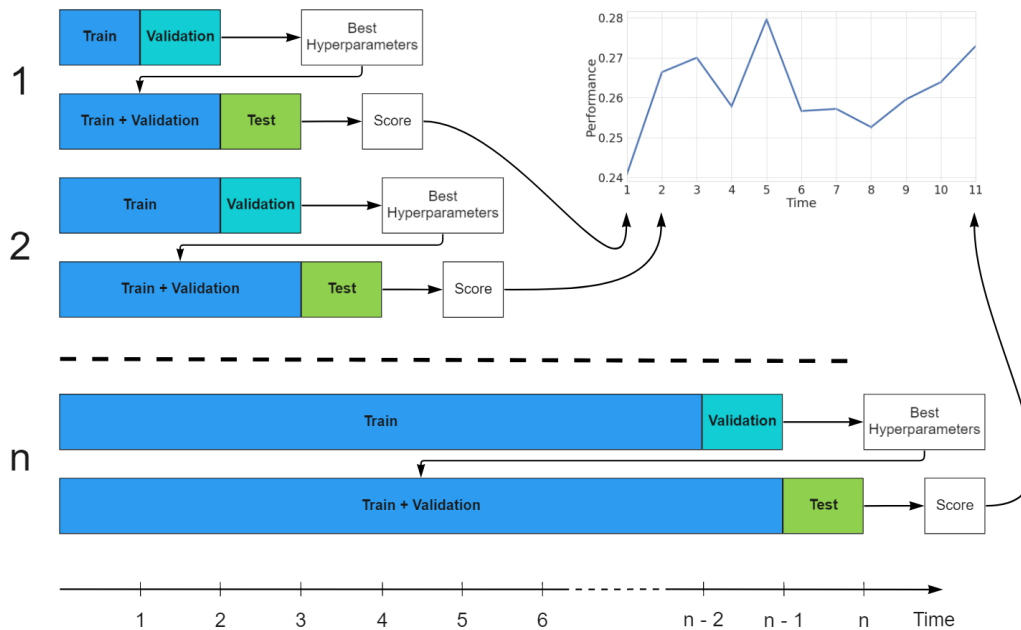 1
Train
Validation
Best
Hyperparameters
Train + Validation
Test
Score
2
Train
Validation
Best
Hyperparameters
Train + Validation
Test
Score
Performance
0.28
0.27
0.26
0.25
0.24
1 2 3 4 5 6 7 8 9 10 11
Time
n
Train
Validation
Best
Hyperparameters
Train + Validation
Test
Score
1 2 3 4 5 6 n - 2 n - 1 n Time